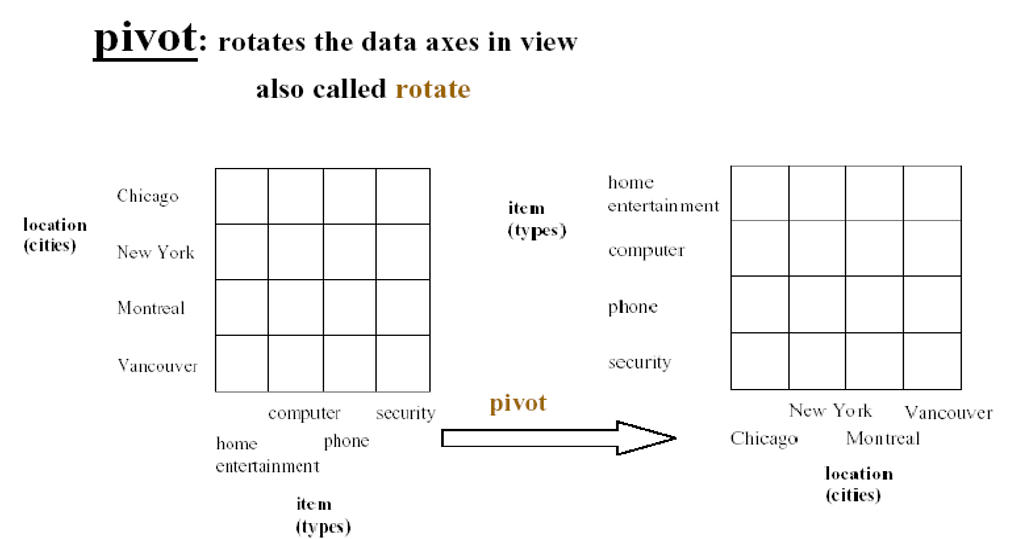 pivot: rotates the data axes in view
also called rotate
location
(cities)
Chicago
New York
Montreal
Vancouver
computer
security
home
entertainment
phone
item
(types)
pivot
item
(types)
home
entertainment
computer
phone
security
New York
Vancouver
Chicago
Montreal
location
(cities)